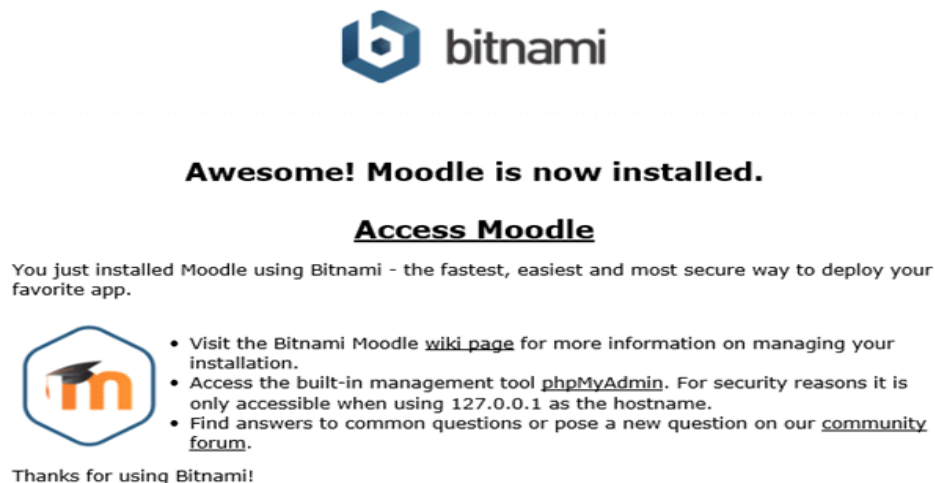 bitnami
Awesome! Moodle is now installed.
Access Moodle
You just installed Moodle using Bitnami - the fastest, easiest and most secure way to deploy your
favorite app.
m
• Visit the Bitnami Moodle wiki page for more information on managing your
installation.
• Access the built-in management tool phpMyAdmin. For security reasons it is
only accessible when using 127.0.0.1 as the hostname.
• Find answers to common questions or pose a new question on our community
forum.
Thanks for using Bitnami!